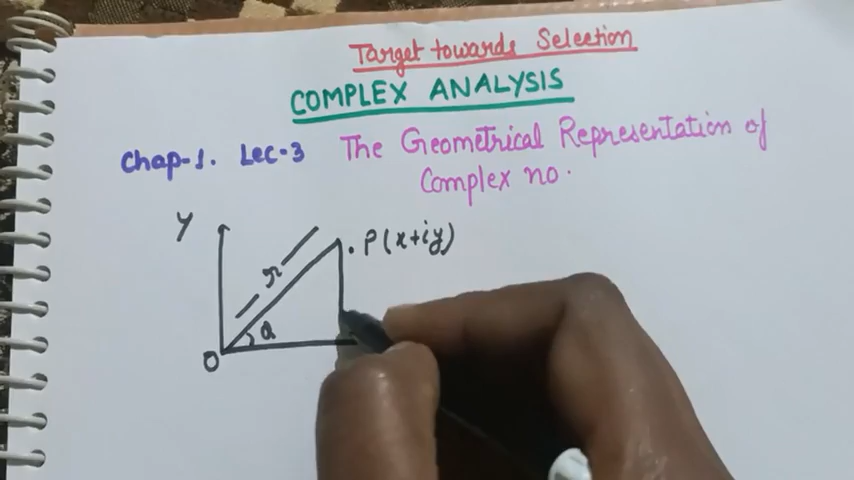 Target towards Selection
COMPLEX ANALYSIS
Chap-1. Lec-3 The Geometrical Representation of
Complex no.
Y
P(x+iy)
r
θ
O